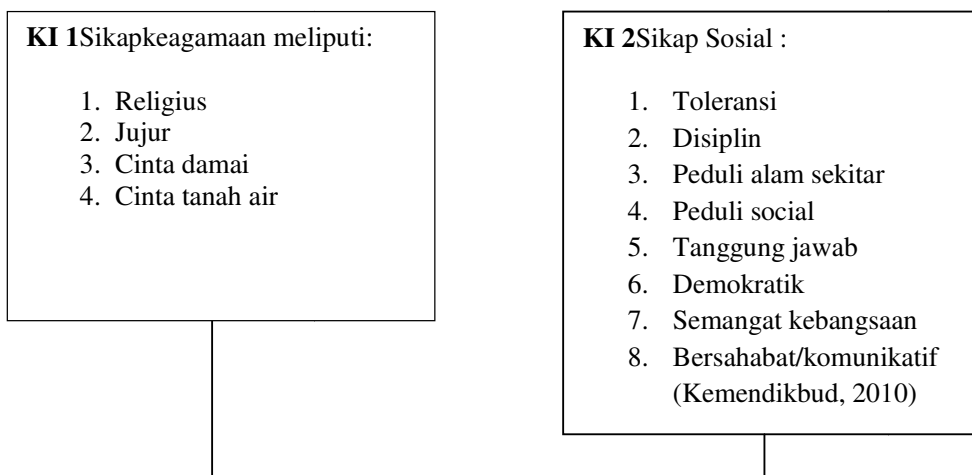 KI 1Sikapkeagamaan meliputi:
1. Religius
2. Jujur
3. Cinta damai
4. Cinta tanah air
KI 2Sikap Sosial :
1. Toleransi
2. Disiplin
3. Peduli alam sekitar
4. Peduli social
5. Tanggung jawab
6. Demokratik
7. Semangat kebangsaan
8. Bersahabat/komunikatif
(Kemendikbud, 2010)